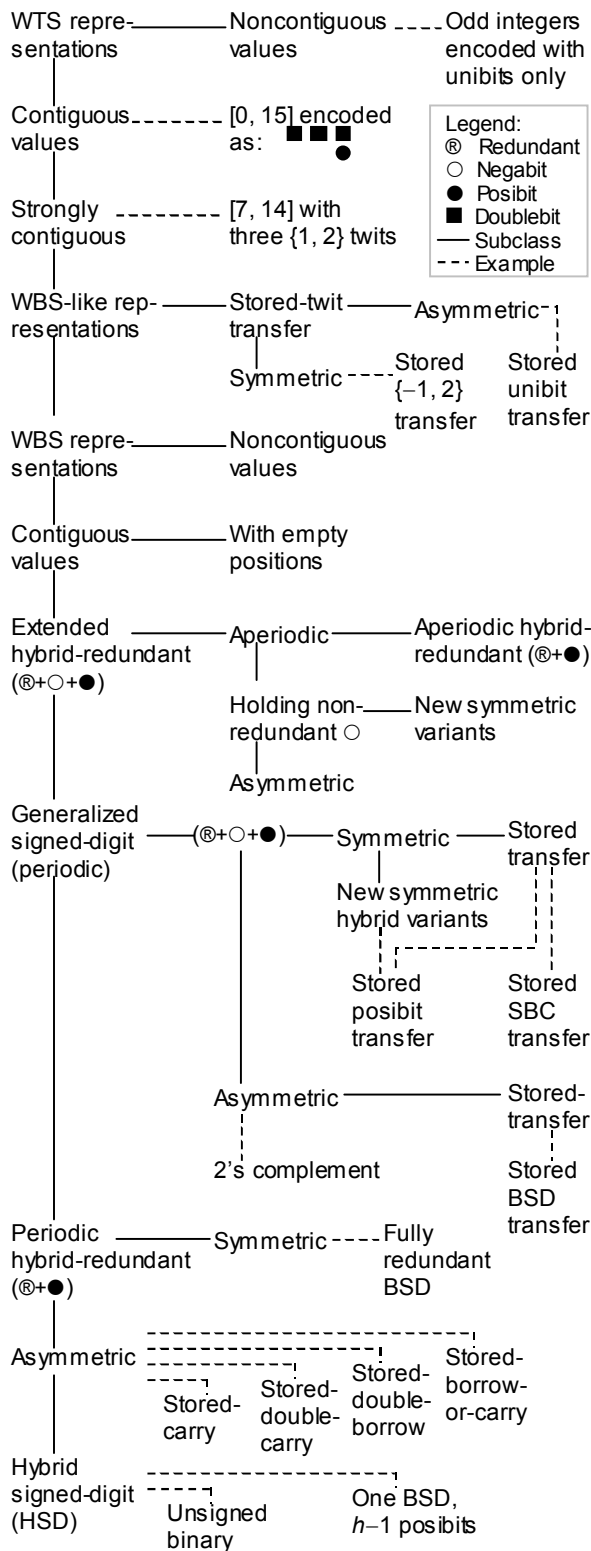 WTS repre-
sentations
Noncontiguous
values
Odd integers
encoded with
unibits only
Contiguous
values
[0, 15] encoded
as: ■ ■ ■
●
Legend:
® Redundant
○ Negabit
● Posibit
■ Doublebit
Subclass
Example
Strongly
contiguous
[7, 14] with
three {1, 2} twits
WBS-like rep-
resentations
Stored-twit
transfer
Asymmetric
Symmetric
Stored
{−1, 2}
transfer
Stored
unibit
transfer
WBS repre-
sentations
Noncontiguous
values
Contiguous
values
With empty
positions
Extended
hybrid-redundant
(®+○+●)
Aperiodic
Aperiodic hybrid-
redundant (®+●)
Holding non-
redundant ○
New symmetric
variants
Asymmetric
Generalized
signed-digit
(periodic)
(®+○+●)
Symmetric
Stored
transfer
New symmetric
hybrid variants
Stored
posibit
transfer
Stored
SBC
transfer
Asymmetric
Stored-
transfer
2's complement
Stored
BSD
transfer
Periodic
hybrid-redundant
(®+●)
Symmetric
Fully
redundant
BSD
Asymmetric
Stored-
carry
Stored-
double-
carry
Stored-
double-
borrow
Stored-
borrow-
or-carry
Hybrid
signed-digit
(HSD)
Unsigned
binary
One BSD,
h−1 posibits